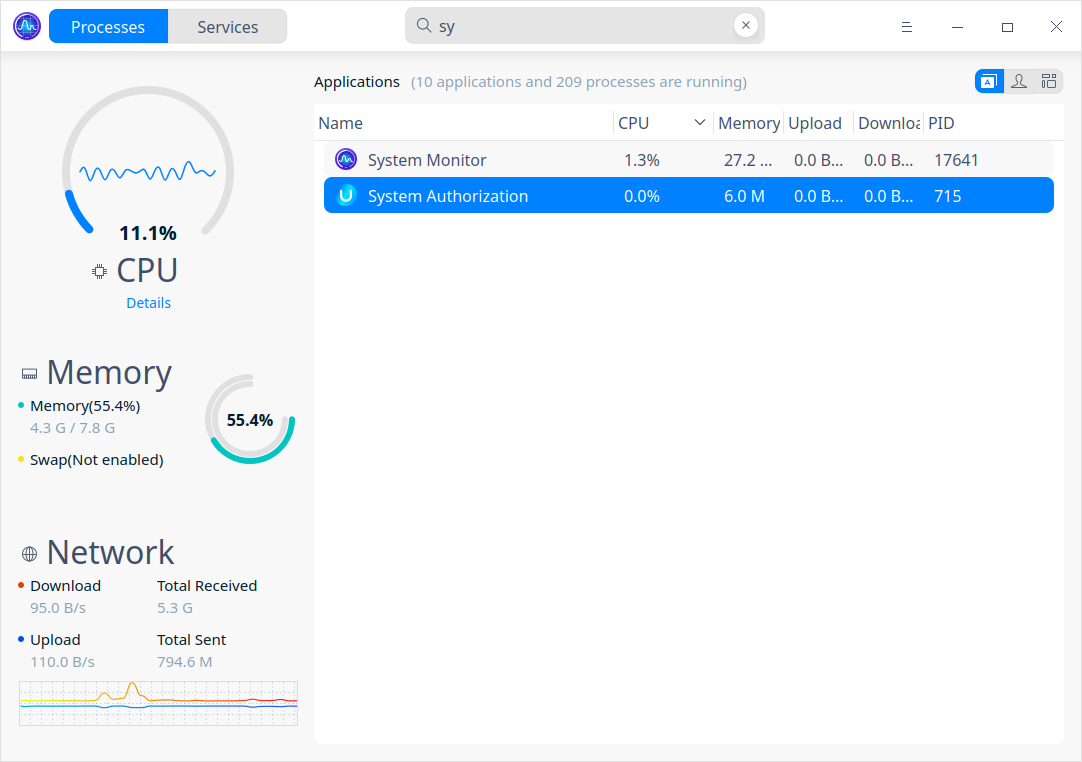 Processes
Services
sy
11.1%
CPU
Details
Memory
Memory(55.4%)
4.3 G / 7.8 G
Swap(Not enabled)
55.4%
Network
Download Total Received
95.0 B/s 5.3 G
Upload Total Sent
110.0 B/s 794.6 M
Applications (10 applications and 209 processes are running)
Name CPU Memory Upload Downloa PID
System Monitor 1.3% 27.2 ... 0.0 B... 0.0 B... 17641
System Authorization 0.0% 6.0 M 0.0 B... 0.0 B... 715